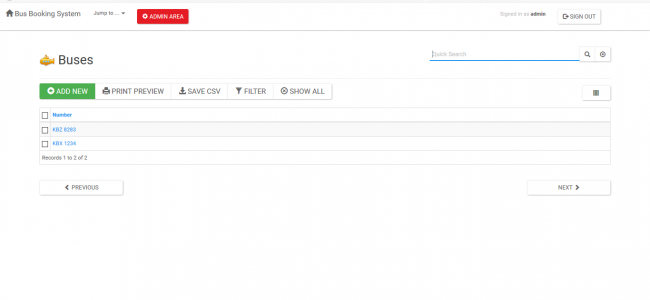 Bus Booking System Jump to ... ADMIN AREA Signed in as admin SIGN OUT
Buses
Quick Search
ADD NEW PRINT PREVIEW SAVE CSV FILTER SHOW ALL
Number
KBZ 8283
KBX 1234
Records 1 to 2 of 2
PREVIOUS NEXT